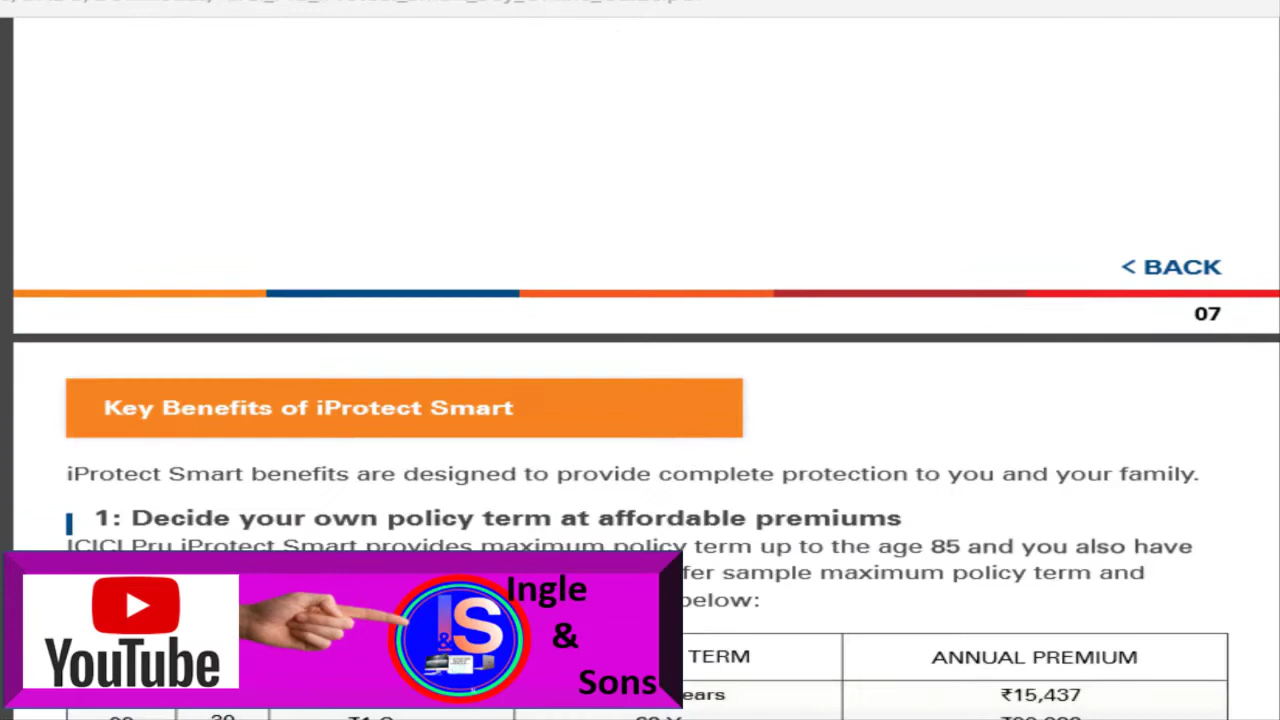 < BACK
07
Key Benefits of iProtect Smart
iProtect Smart benefits are designed to provide complete protection to you and your family.
1: Decide your own policy term at affordable premiums
ICICI Pru iProtect Smart provides maximum policy term up to the age 85 and you also have
fer sample maximum policy term and
below:
TERM ANNUAL PREMIUM
ears ₹15,437
YouTube
I&S
Ingle
&
Sons